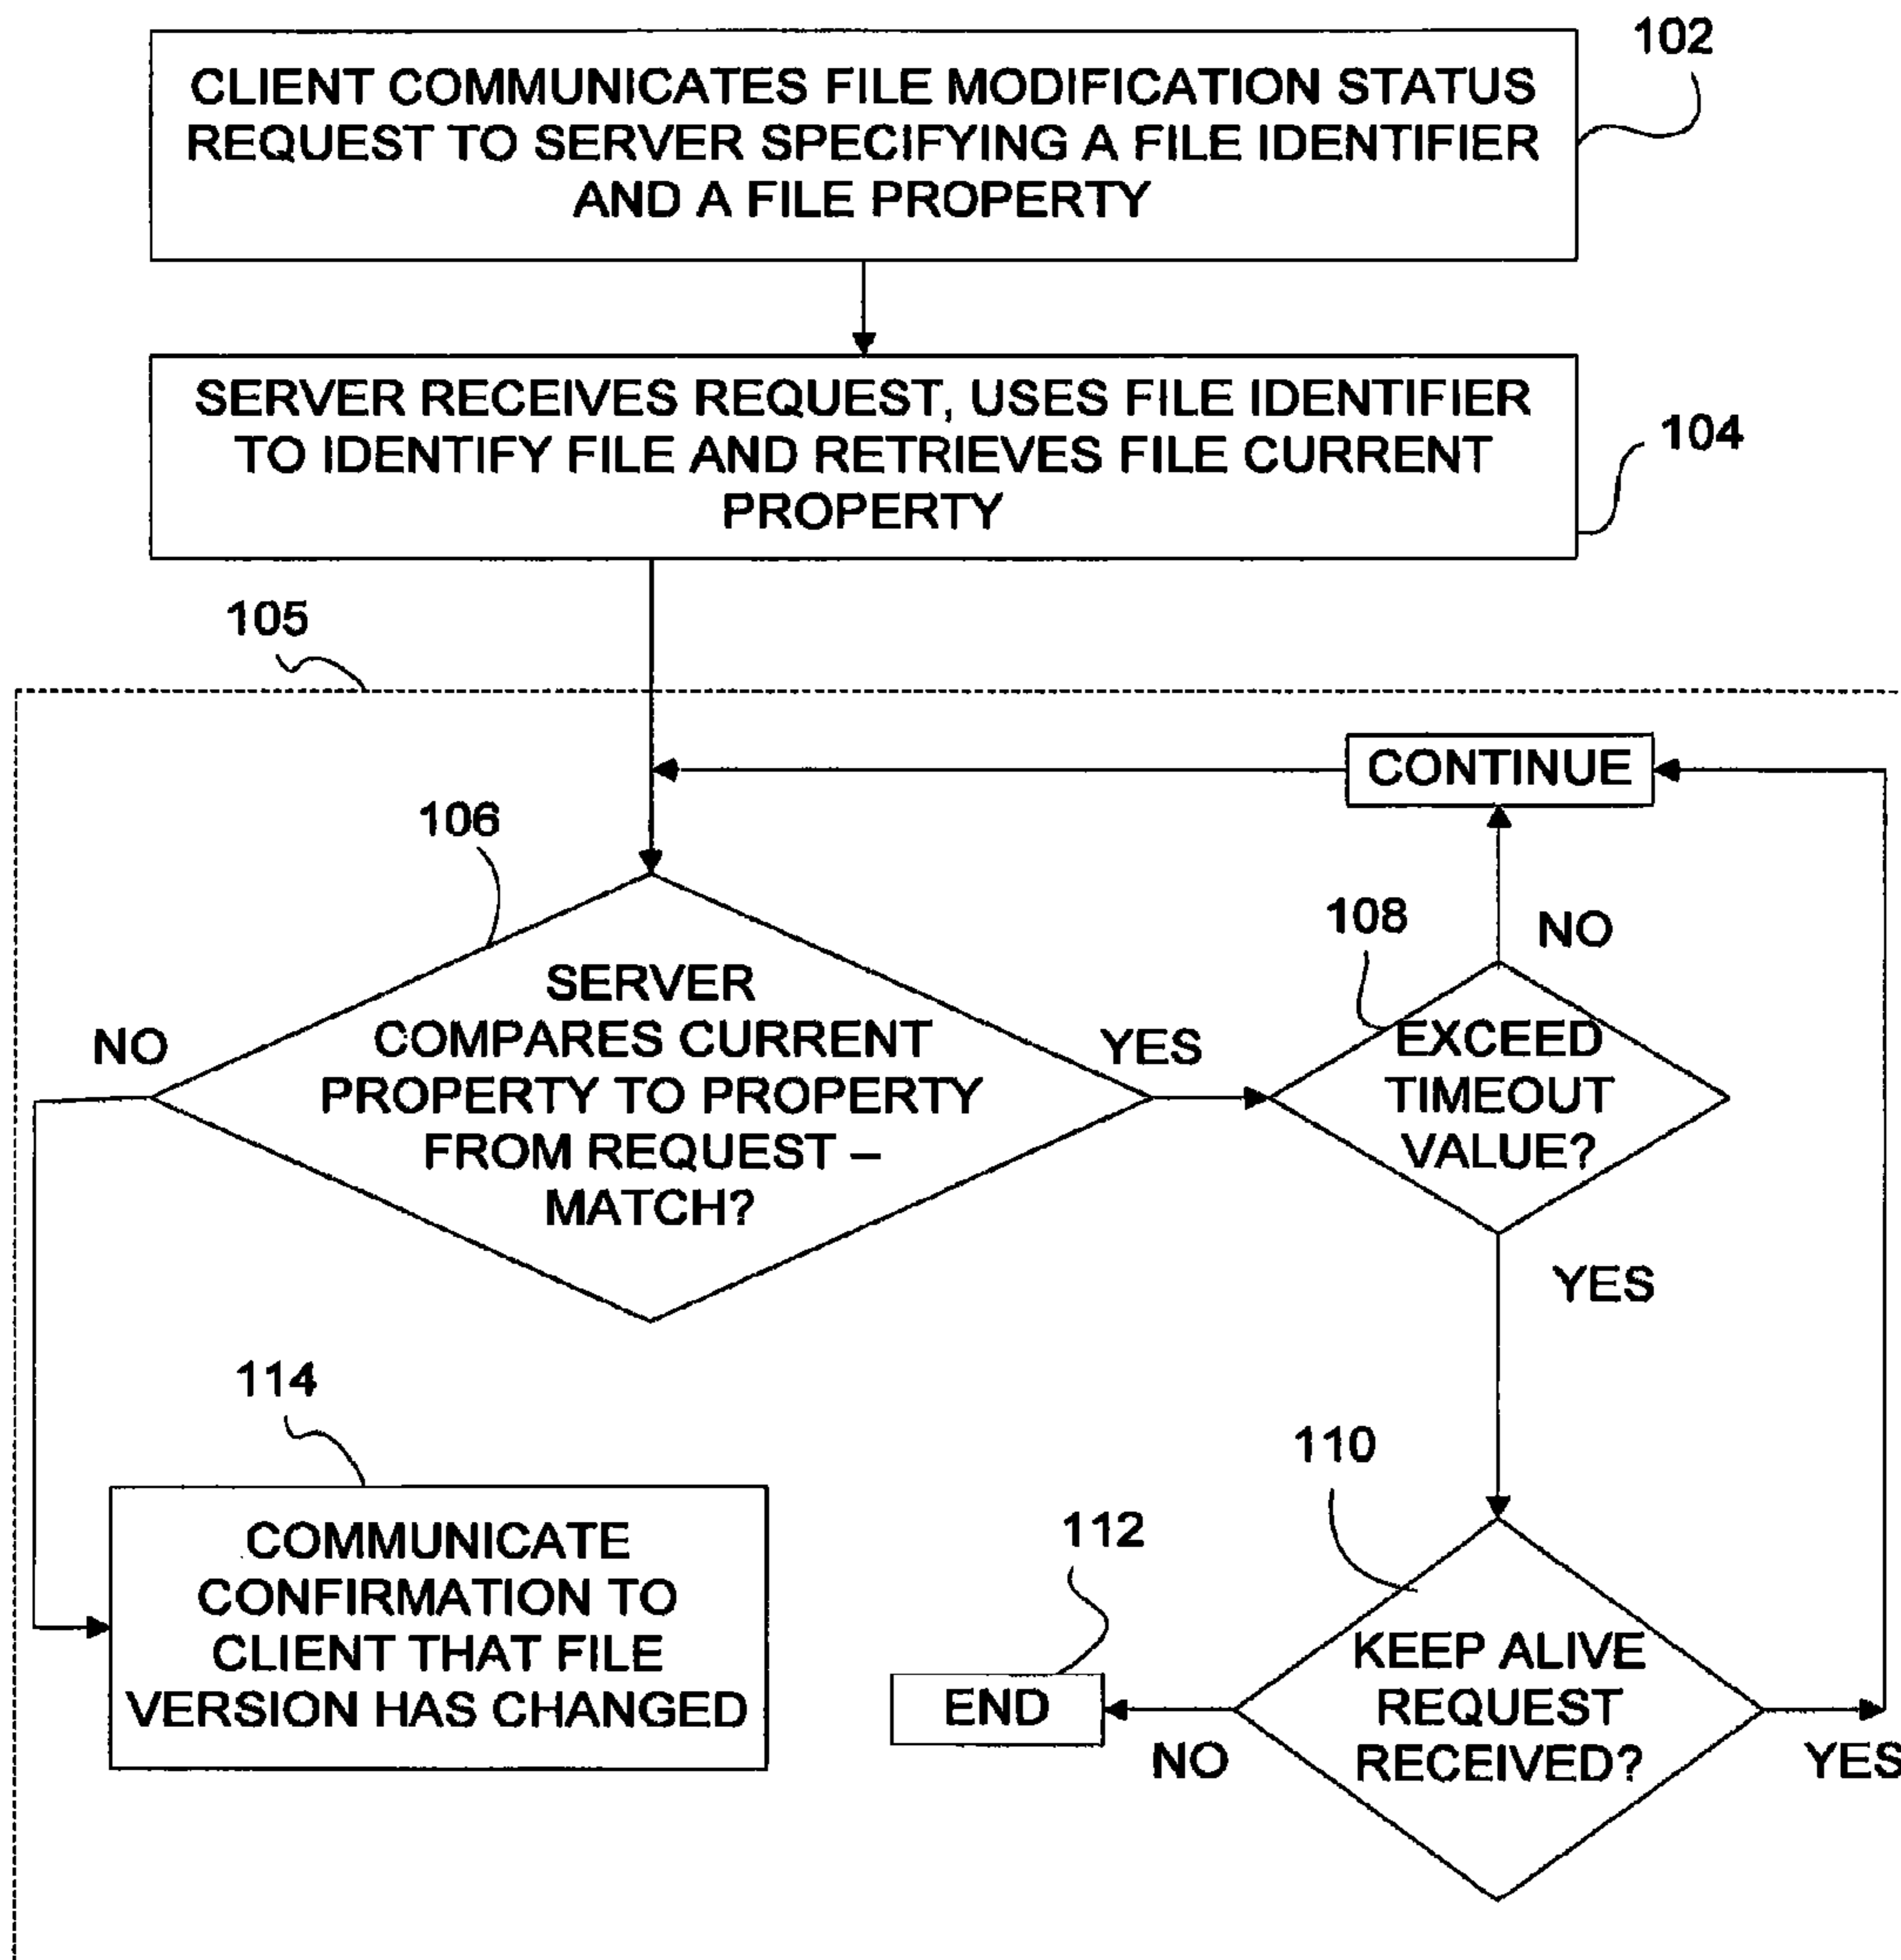 102
CLIENT COMMUNICATES FILE MODIFICATION STATUS
REQUEST TO SERVER SPECIFYING A FILE IDENTIFIER
AND A FILE PROPERTY
SERVER RECEIVES REQUEST, USES FILE IDENTIFIER
TO IDENTIFY FILE AND RETRIEVES FILE CURRENT
PROPERTY
104
105
CONTINUE
106
108
NO
SERVER
COMPARES CURRENT
PROPERTY TO PROPERTY
FROM REQUEST –
MATCH?
NO
YES
EXCEED
TIMEOUT
VALUE?
YES
114
110
112
COMMUNICATE
CONFIRMATION TO
CLIENT THAT FILE
VERSION HAS CHANGED
END
NO
KEEP ALIVE
REQUEST
RECEIVED?
YES